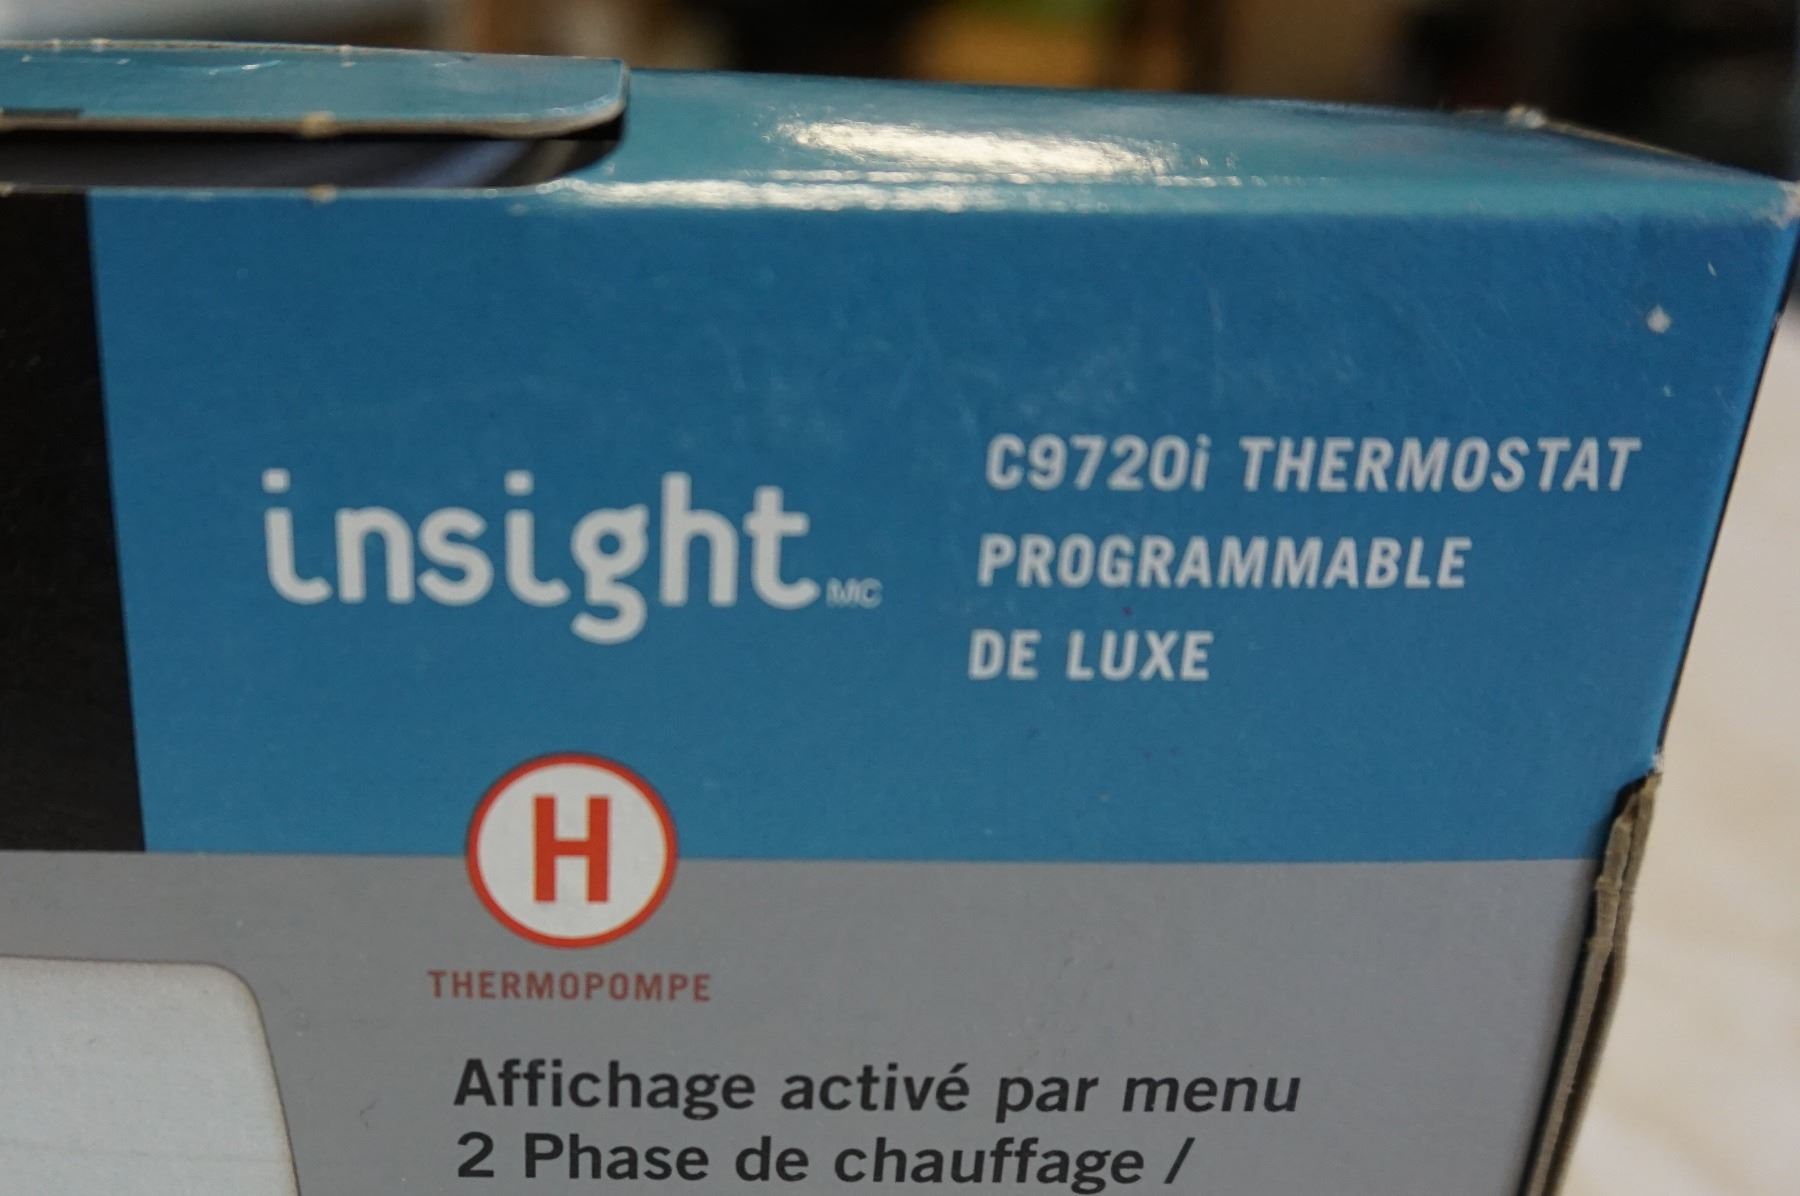 insight MC
C9720i THERMOSTAT
PROGRAMMABLE
DE LUXE
H
THERMOPOMPE
Affichage activé par menu
2 Phase de chauffage /